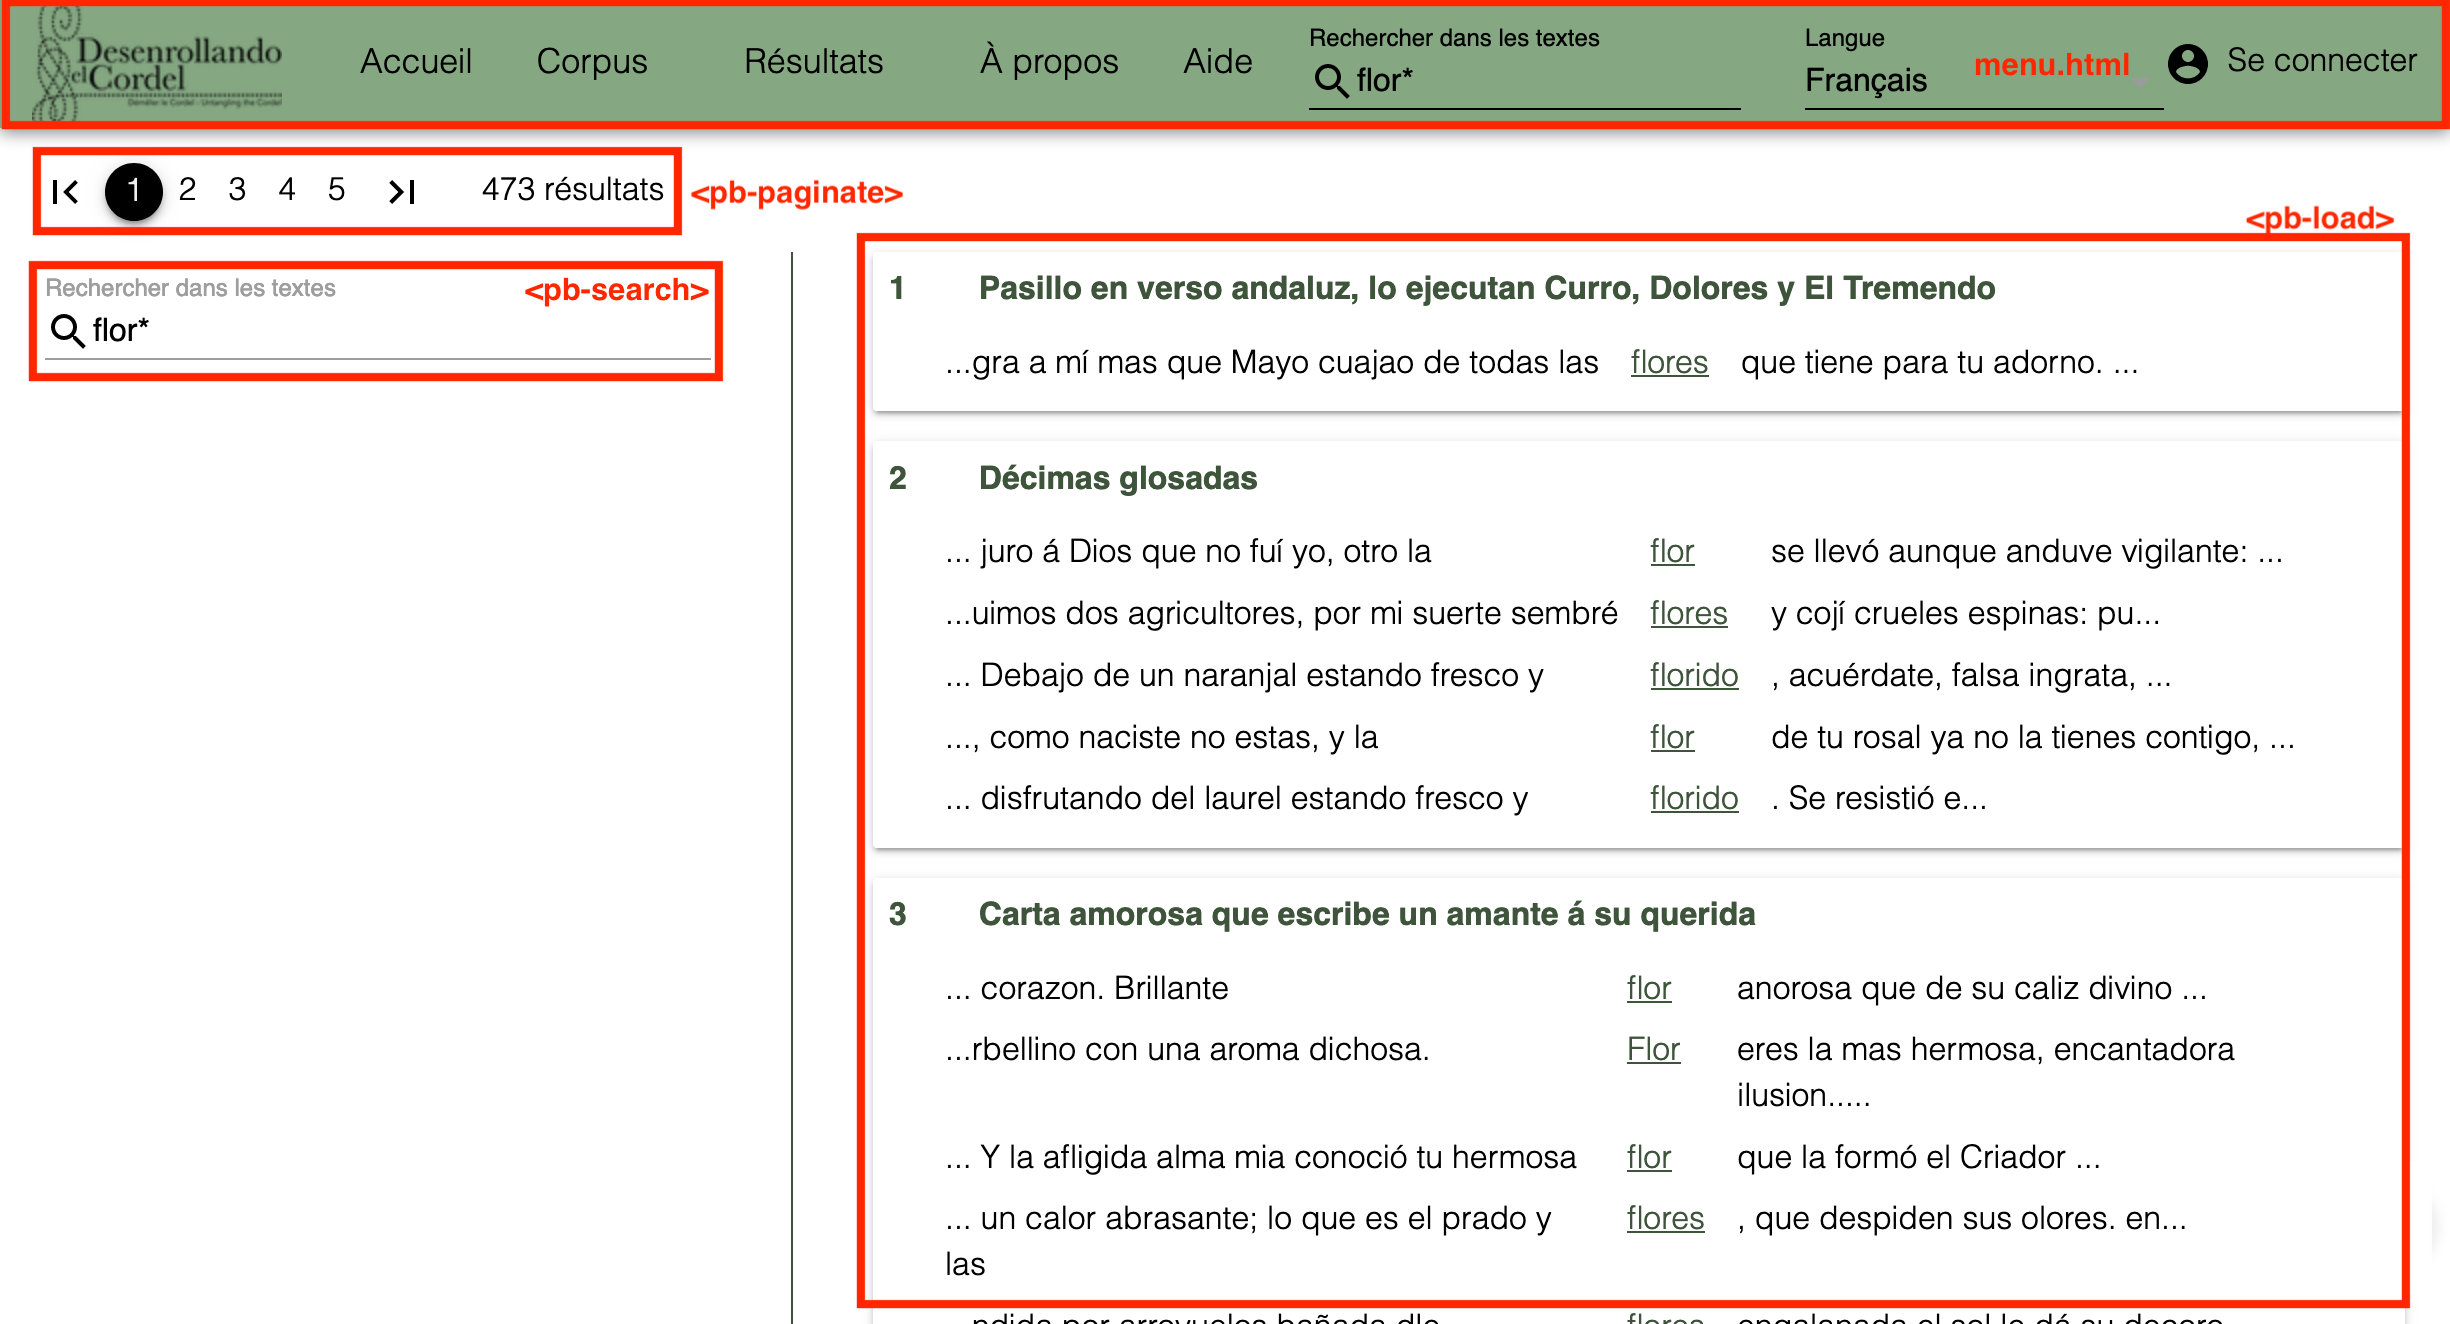 Desenrollando
el Cordel
Démêler le Cordel - Untangling the Cordel
Accueil Corpus Résultats À propos Aide
Rechercher dans les textes
flor*
Langue
Français
menu.html
Se connecter
1 2 3 4 5 473 résultats
<pb-paginate>
<pb-load>
Rechercher dans les textes
<pb-search>
flor*
1 Pasillo en verso andaluz, lo ejecutan Curro, Dolores y El Tremendo
...gra a mí mas que Mayo cuajao de todas las flores que tiene para tu adorno. ...
2 Décimas glosadas
... juro á Dios que no fuí yo, otro la flor se llevó aunque anduve vigilante: ...
...uimos dos agricultores, por mi suerte sembré flores y cojí crueles espinas: pu...
... Debajo de un naranjal estando fresco y florido , acuérdate, falsa ingrata, ...
..., como naciste no estas, y la flor de tu rosal ya no la tienes contigo, ...
... disfrutando del laurel estando fresco y florido . Se resistió e...
3 Carta amorosa que escribe un amante á su querida
... corazon. Brillante flor anorosa que de su caliz divino ...
...rbellino con una aroma dichosa. Flor eres la mas hermosa, encantadora
ilusion.....
... Y la afligida alma mia conoció tu hermosa flor que la formó el Criador ...
... un calor abrasante; lo que es el prado y flores , que despiden sus olores. en...
las